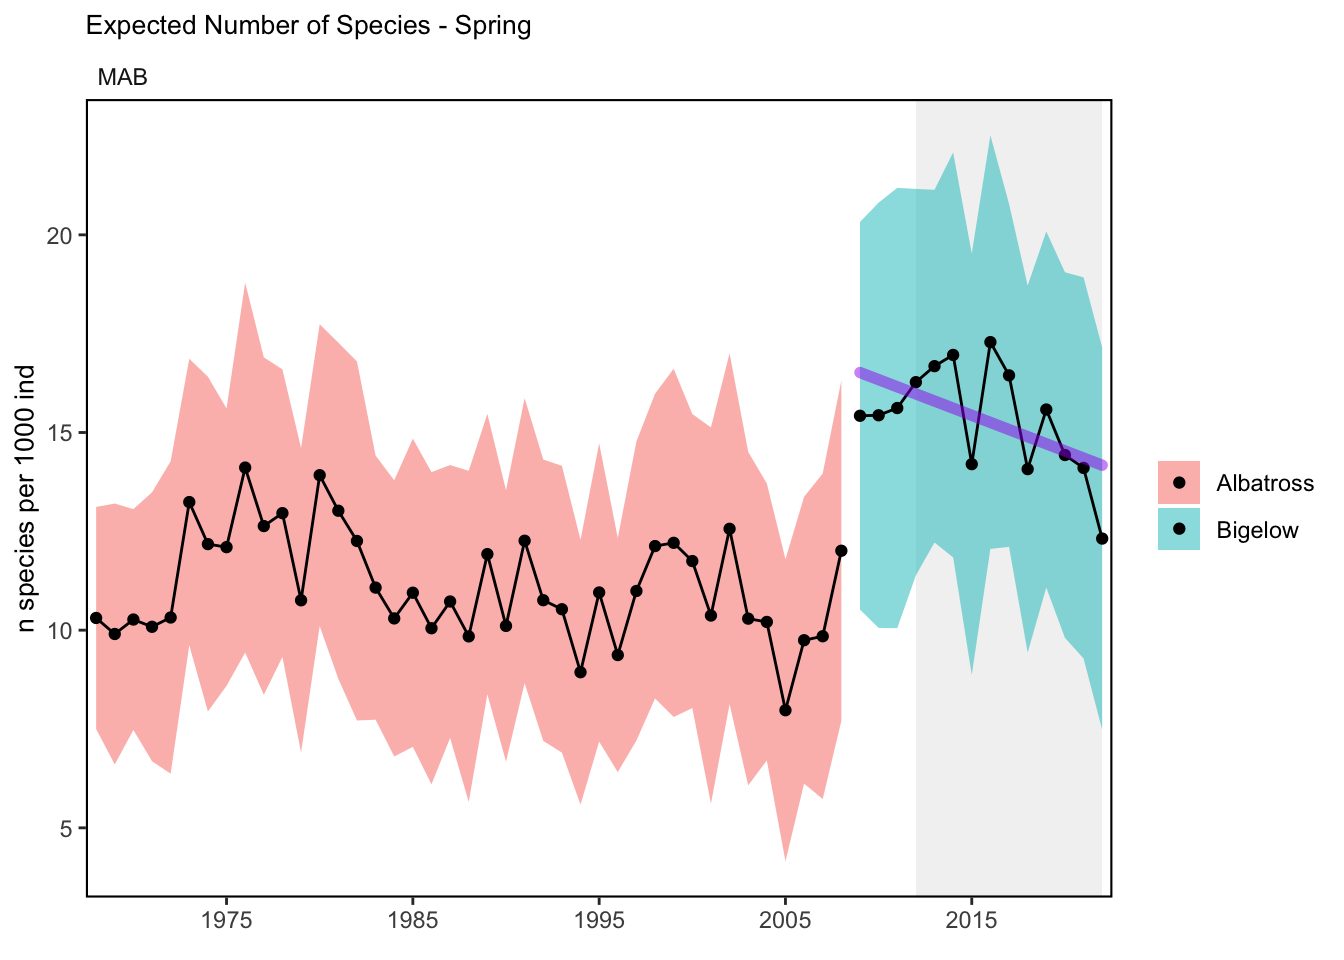 Expected Number of Species - Spring
MAB
n species per 1000 ind
20
15
10
5
1975
1985
1995
2005
2015
Albatross
Bigelow